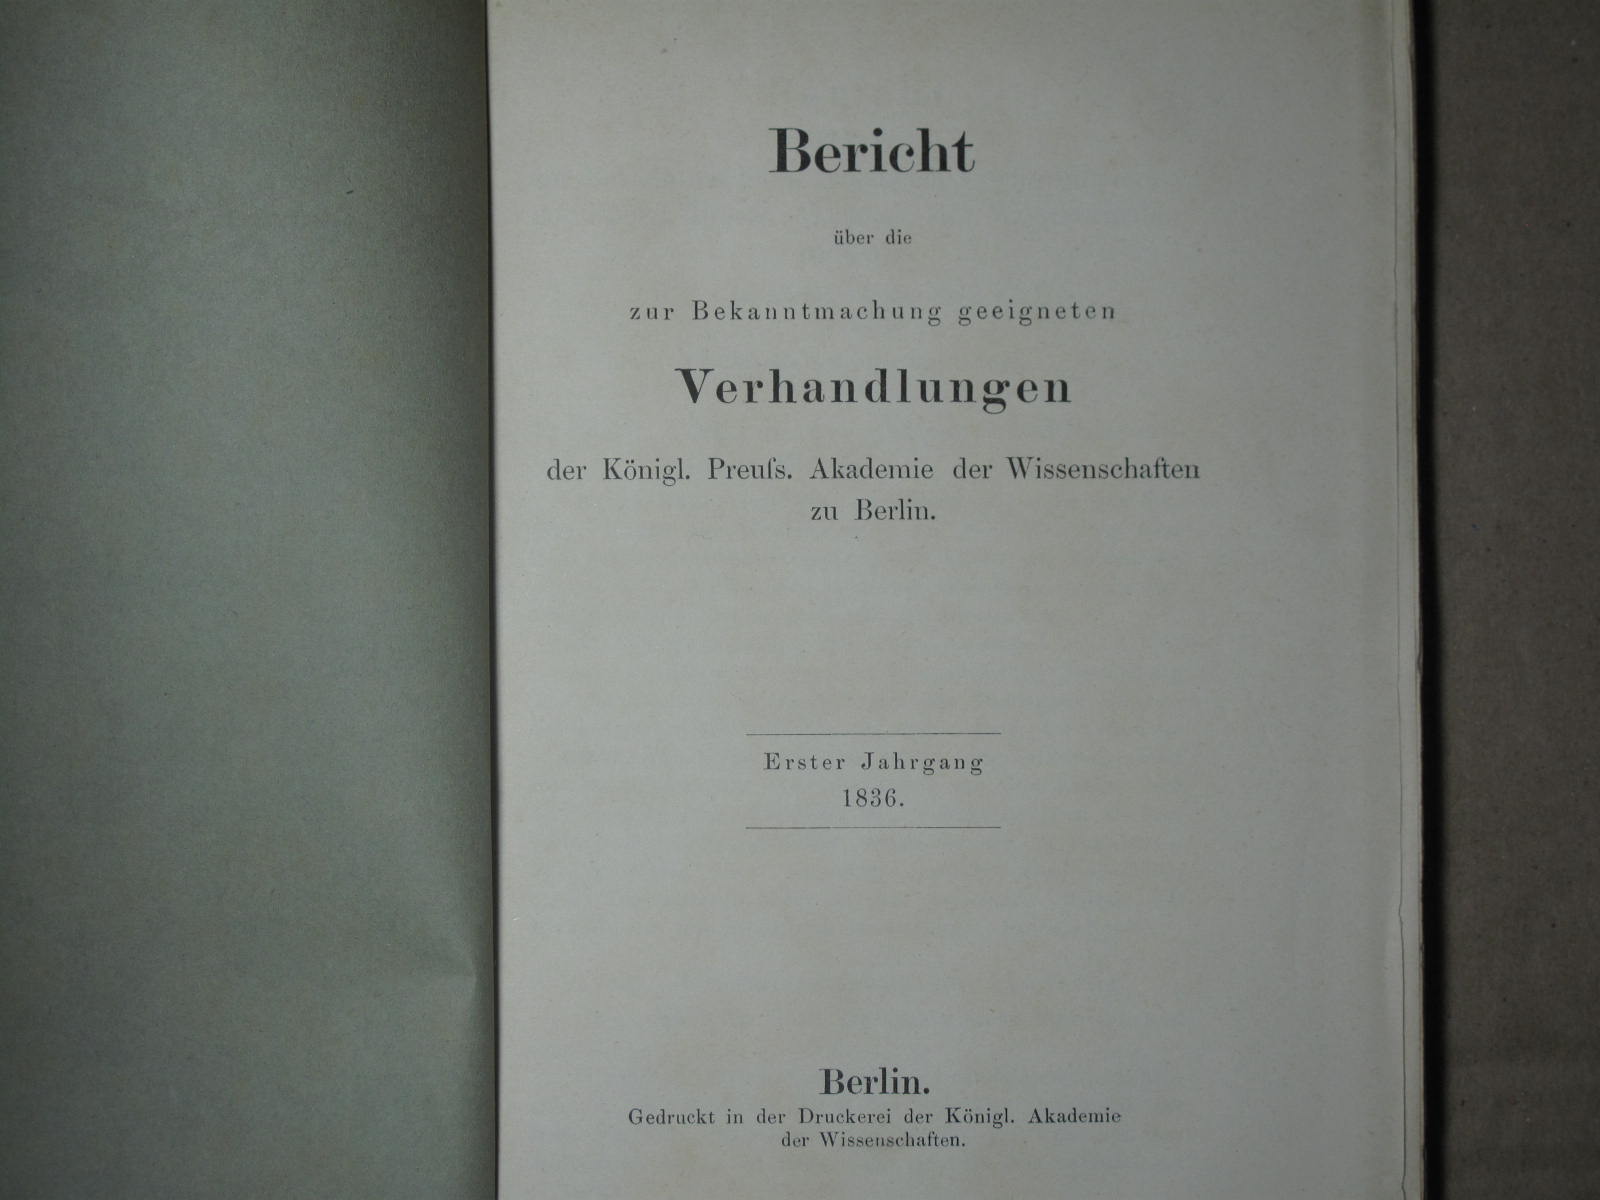 Bericht
über die
zur Bekanntmachung geeigneten
Verhandlungen
der Königl. Preuſs. Akademie der Wissenschaften
zu Berlin.
Erster Jahrgang
1836.
Berlin.
Gedruckt in der Druckerei der Königl. Akademie
der Wissenschaften.